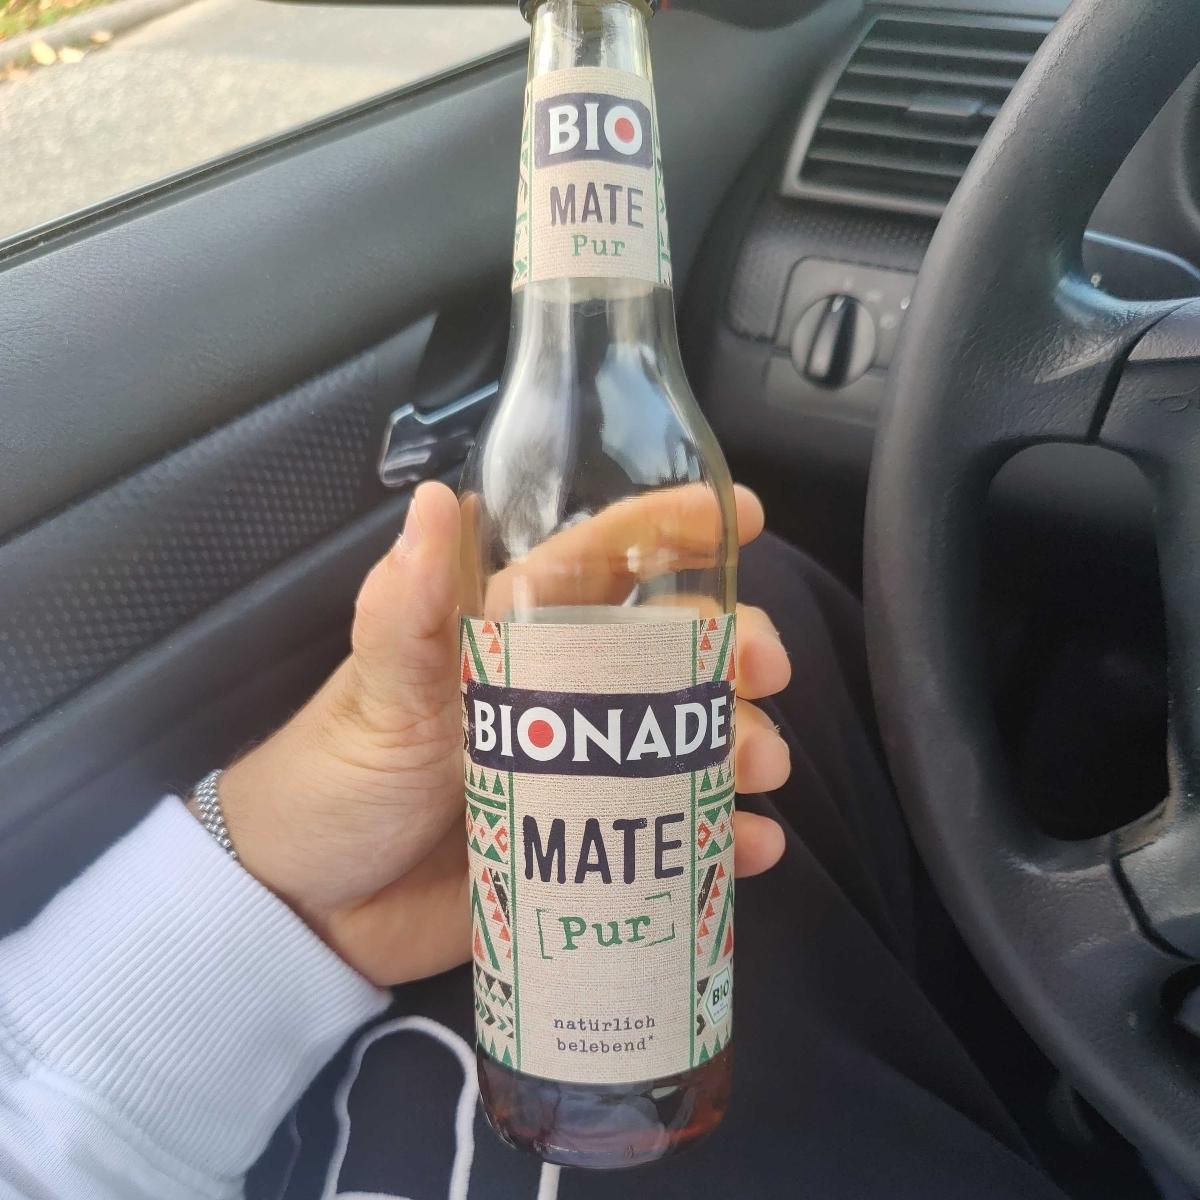 BIO
MATE
Pur
BIONADE
MATE
[Pur]
natürlich
belebend*
BIO